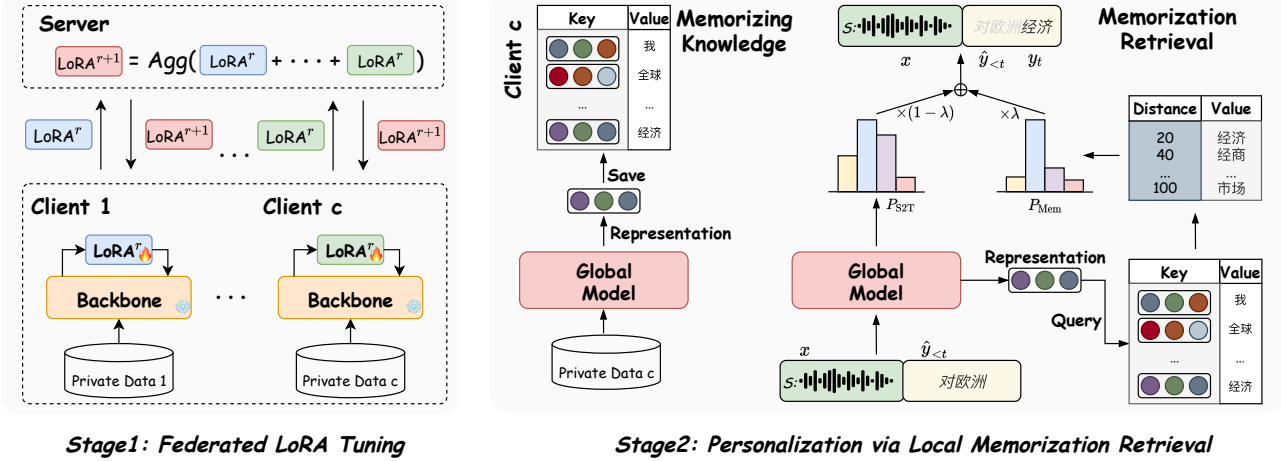 Server
LoRA^{r+1} = Agg( LoRA^r + ···· + LoRA^r )
LoRA^r
LoRA^{r+1}
...
LoRA^r
LoRA^{r+1}
Client 1
Client c
LoRA^r
LoRA^r
Backbone
...
Backbone
Private Data 1
Private Data c
Stage1: Federated LoRA Tuning
Client c
Key Value
我
全球
... ...
经济
Memorizing
Knowledge
Save
Representation
Global
Model
Private Data c
S: 对欧洲经济
x ŷ_{<t} y_t
Memorization
Retrieval
⊕
×(1 − λ)
×λ
P_{S2T}
P_{Mem}
Distance Value
20 经济
40 经商
... ...
100 市场
Global
Model
Representation
Query
Key Value
我
全球
... ...
经济
x ŷ_{<t}
S: 对欧洲
Stage2: Personalization via Local Memorization Retrieval